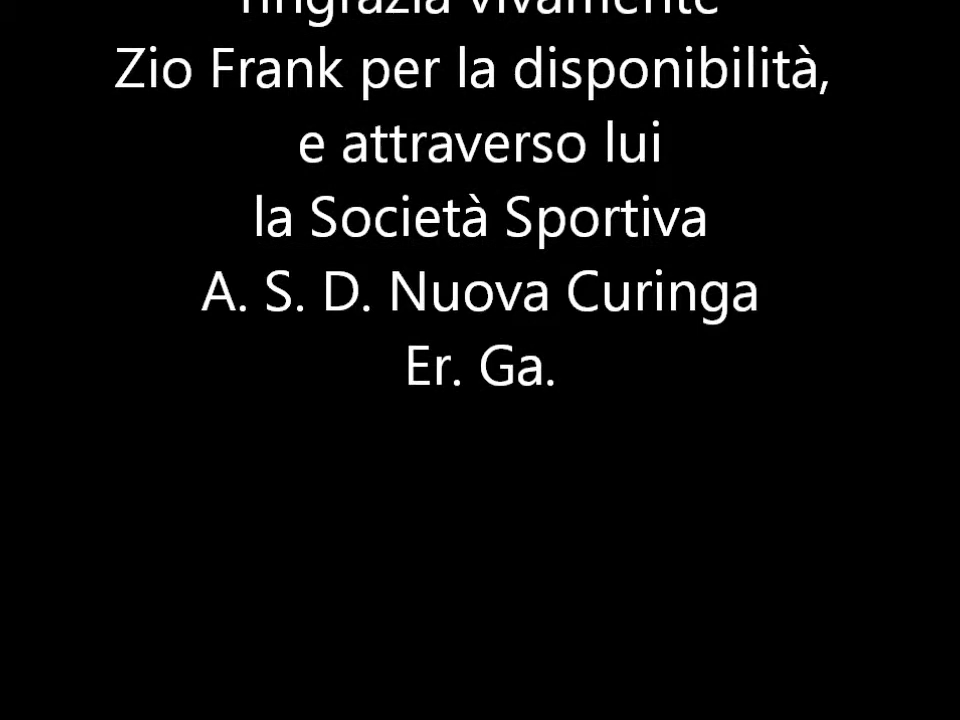 ringrazia vivamente
Zio Frank per la disponibilità,
e attraverso lui
la Società Sportiva
A. S. D. Nuova Curinga
Er. Ga.